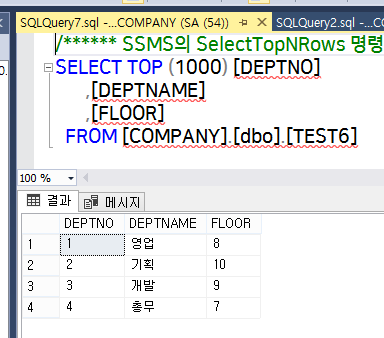 SQLQuery7.sql -...COMPANY (SA (54))* SQLQuery2.sql -...CO
/****** SSMS의 SelectTopNRows 명령
SELECT TOP (1000) [DEPTNO]
,[DEPTNAME]
,[FLOOR]
FROM [COMPANY].[dbo].[TEST6]
0.
100 %
결과 메시지
DEPTNO DEPTNAME FLOOR
1 1 영업 8
2 2 기획 10
3 3 개발 9
4 4 총무 7